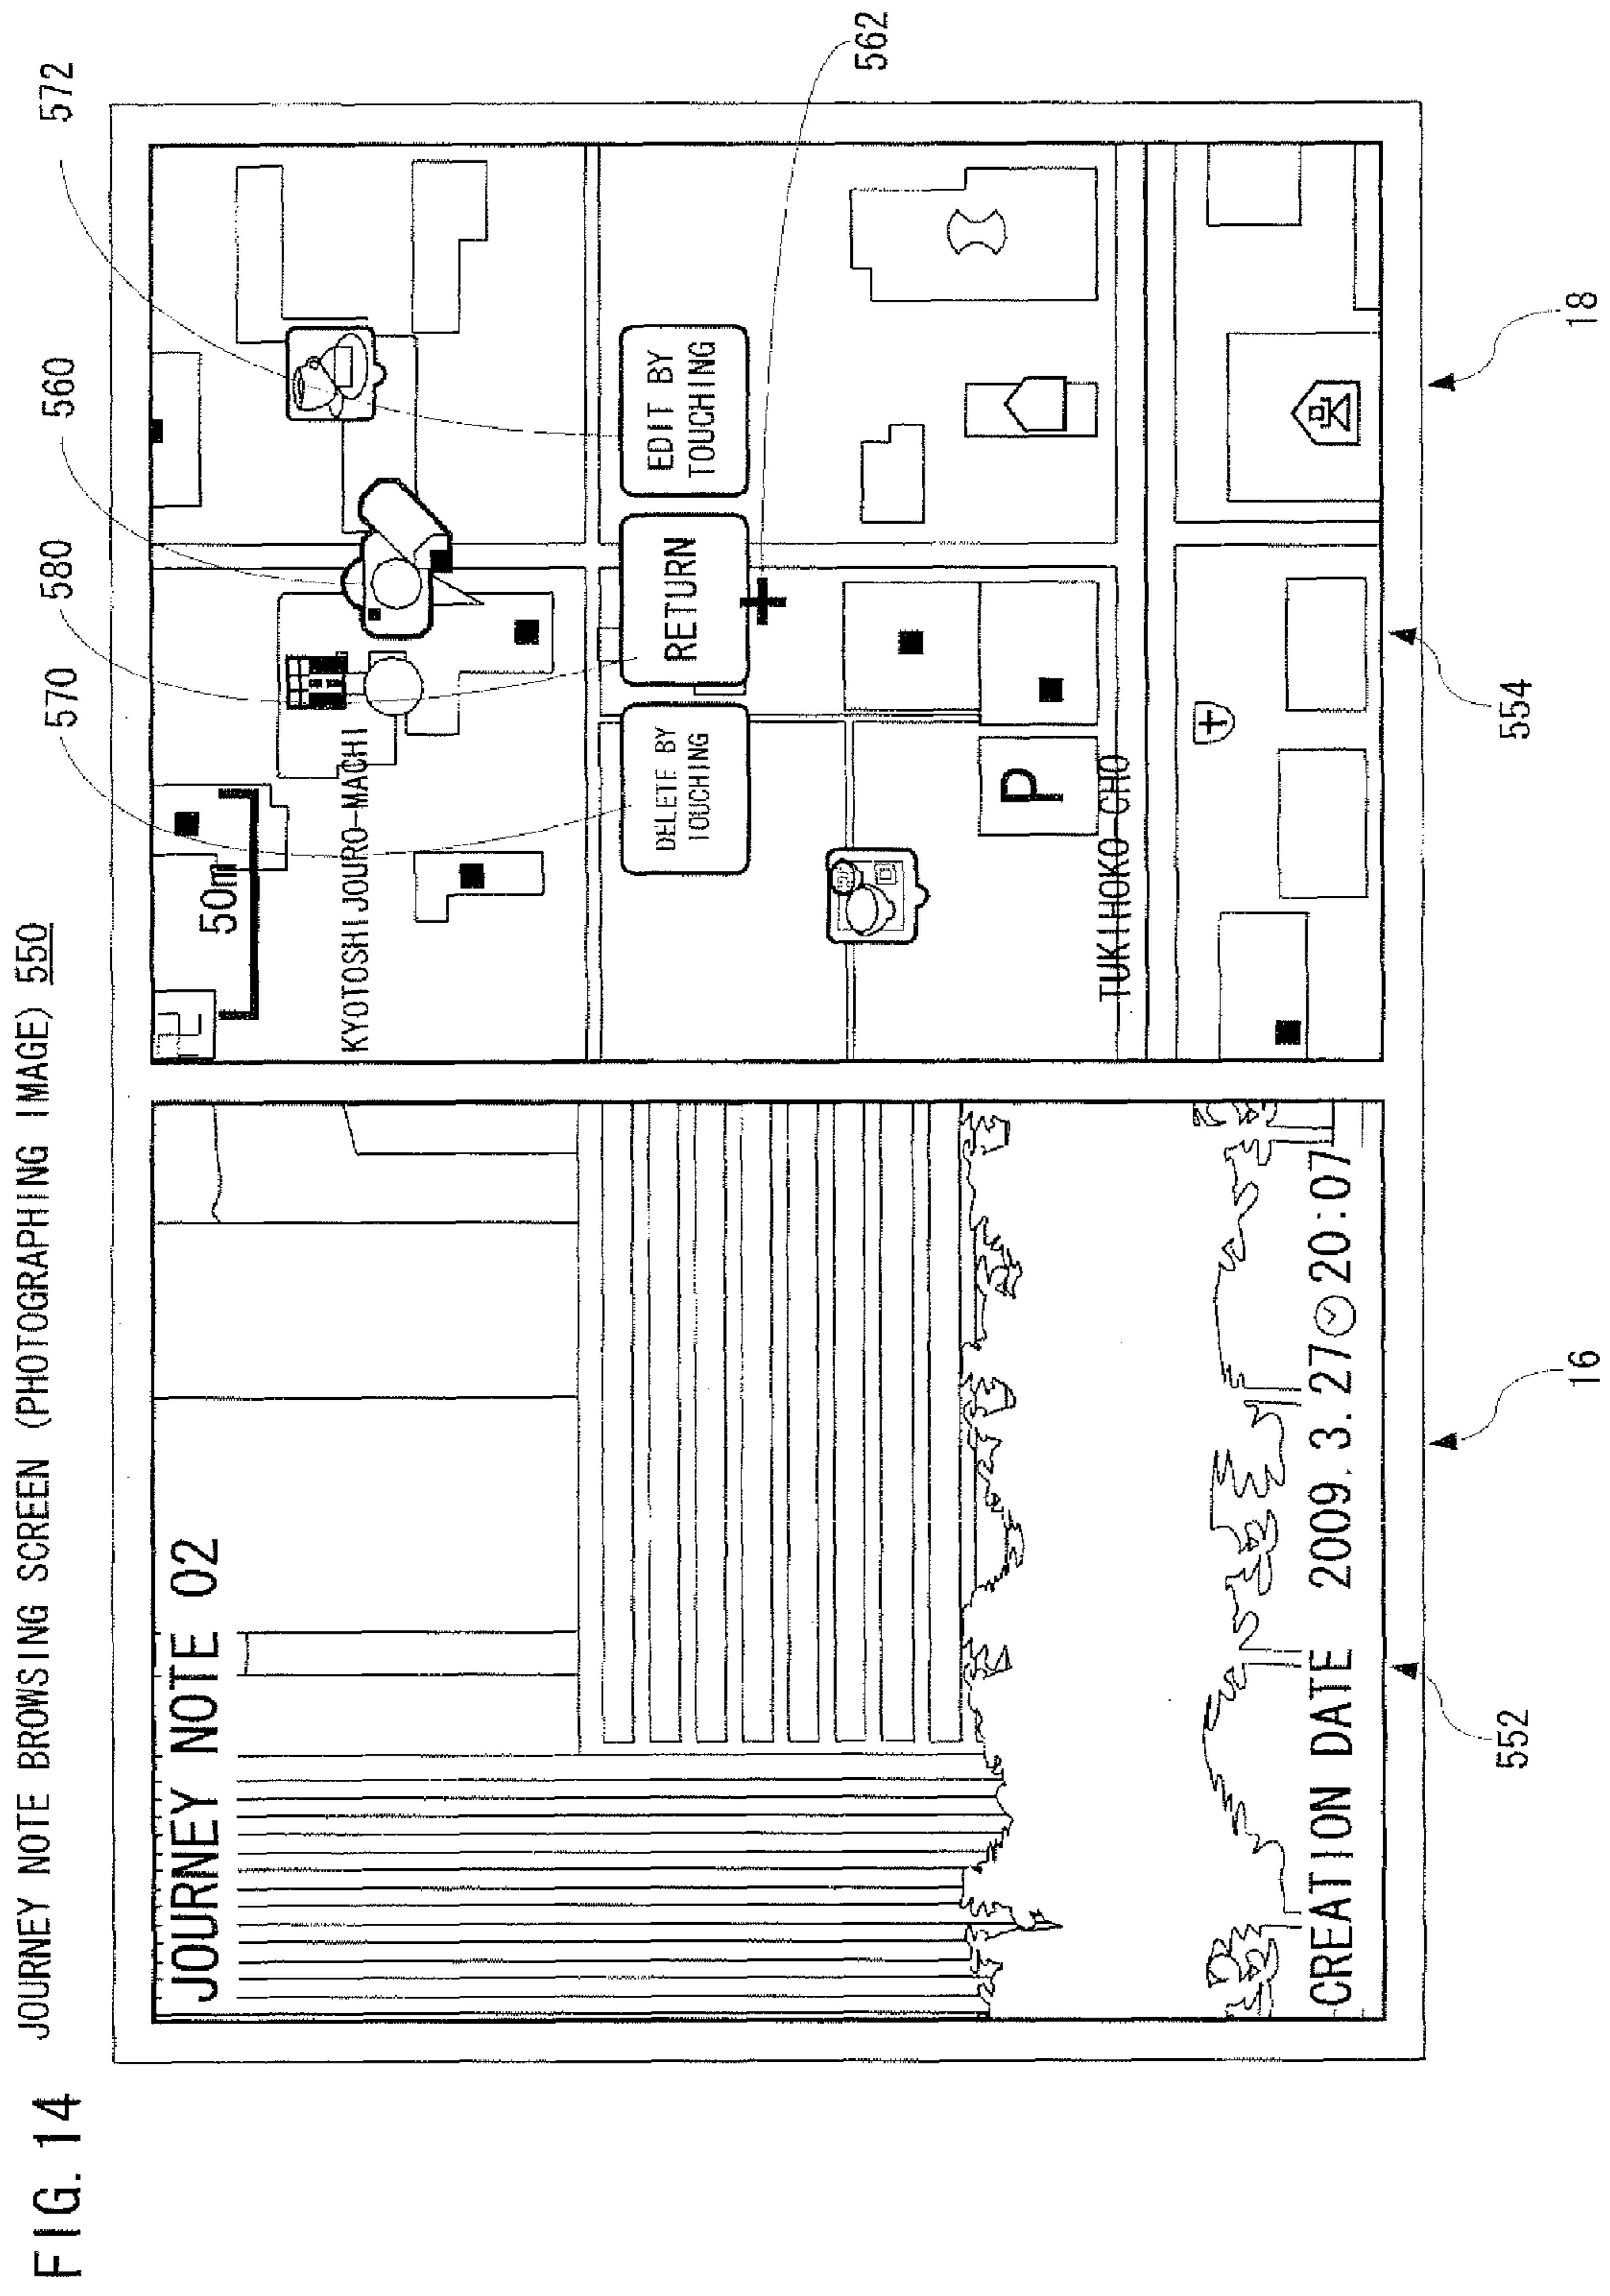 FIG. 14
JOURNEY NOTE BROWSING SCREEN (PHOTOGRAPHING IMAGE) 550
570
580
560
572
JOURNEY NOTE 02
50m
KYOTOSHIJOURO-MACHI
DELETE BY
TOUCHING
RETURN
EDIT BY
TOUCHING
562
P
TUKIHOKO-CHO
CREATION DATE 2009. 3. 27 20:07
552
16
554
18